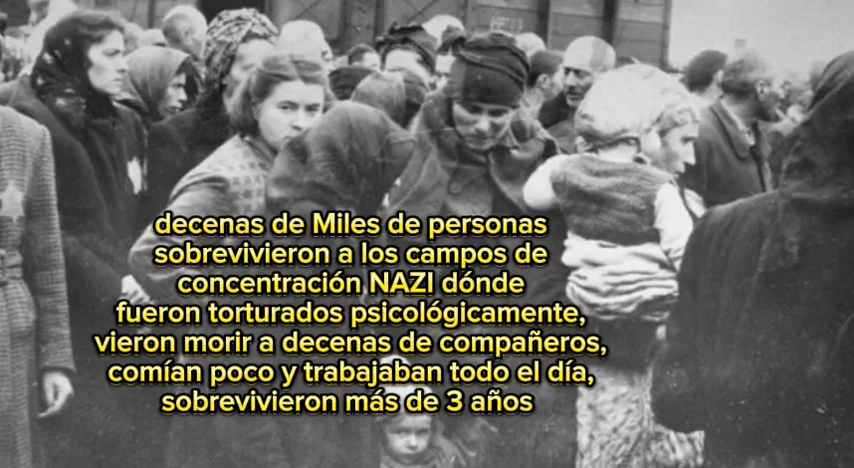 decenas de Miles de personas
sobrevivieron a los campos de
concentración NAZI dónde
fueron torturados psicológicamente,
vieron morir a decenas de compañeros,
comían poco y trabajaban todo el día,
sobrevivieron más de 3 años